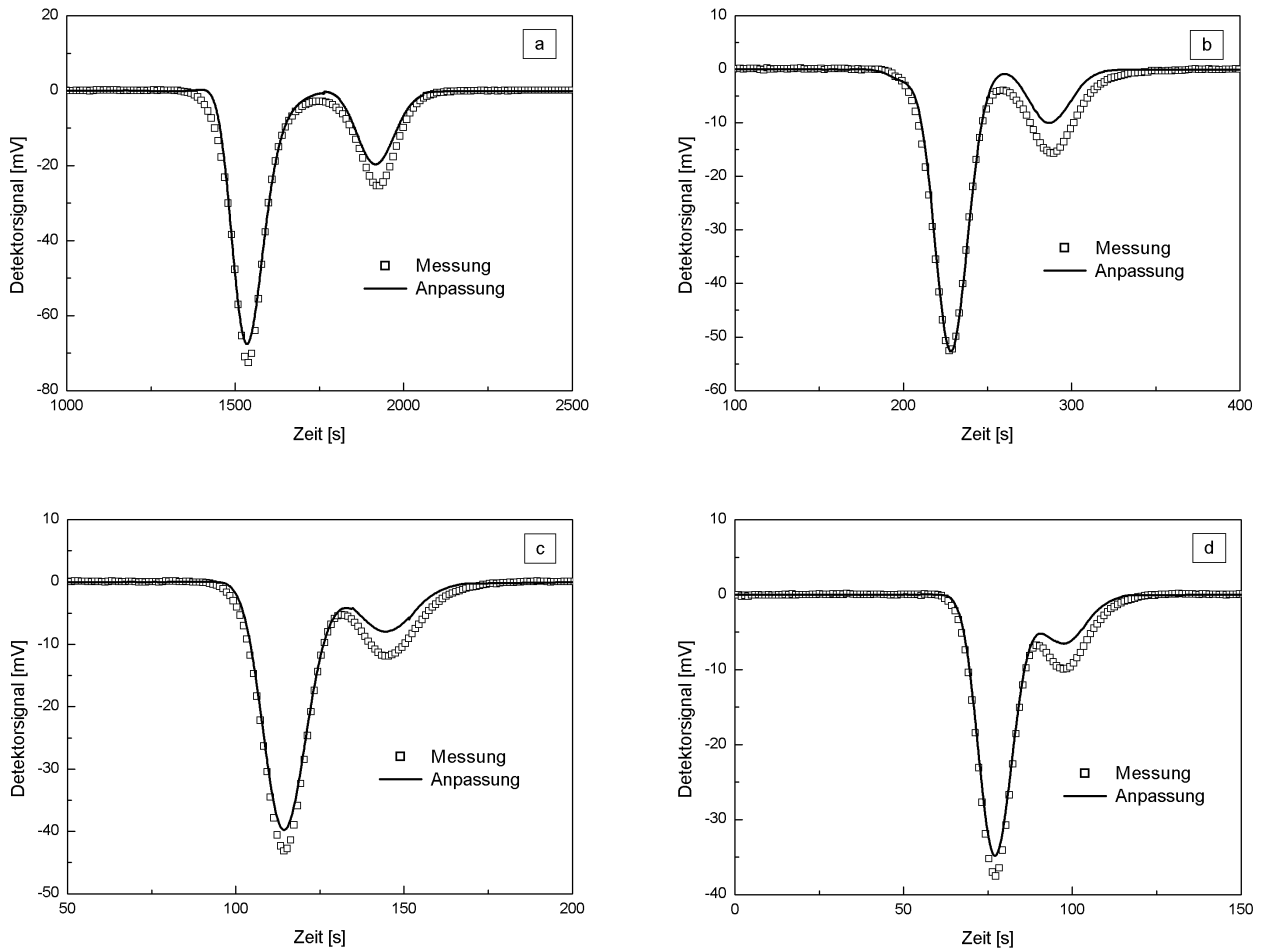 a
20
0
-20
-40
-60
-80
Detektorsignal [mV]
Messung
Anpassung
1000
1500
2000
2500
Zeit [s]
b
10
0
-10
-20
-30
-40
-50
-60
Detektorsignal [mV]
Messung
Anpassung
100
200
300
400
Zeit [s]
c
10
0
-10
-20
-30
-40
-50
Detektorsignal [mV]
Messung
Anpassung
50
100
150
200
Zeit [s]
d
10
0
-10
-20
-30
-40
Detektorsignal [mV]
Messung
Anpassung
0
50
100
150
Zeit [s]